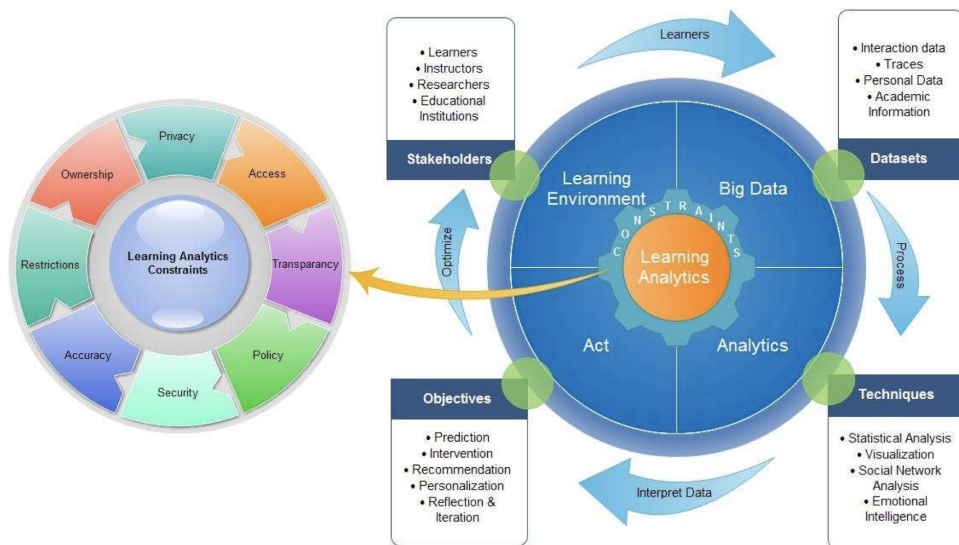 Privacy
Access
Transparancy
Policy
Security
Accuracy
Restrictions
Ownership
Learning Analytics
Constraints
• Learners
• Instructors
• Researchers
• Educational
Institutions
Stakeholders
Learners
• Interaction data
• Traces
• Personal Data
• Academic
Information
Datasets
Learning
Environment
Big Data
CONSTRAINTS
Learning
Analytics
Act
Analytics
Optimize
Process
Objectives
• Prediction
• Intervention
• Recommendation
• Personalization
• Reflection &
Iteration
Interpret Data
Techniques
• Statistical Analysis
• Visualization
• Social Network
Analysis
• Emotional
Intelligence